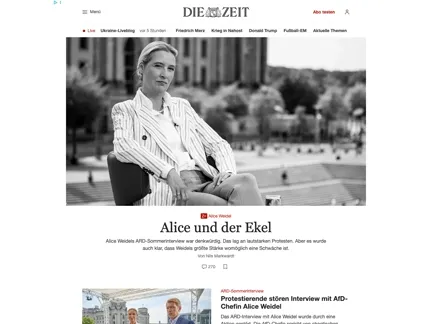 Menü
DIE ZEIT
Abo testen
Live
Ukraine-Liveblog
vor 5 Stunden
Friedrich Merz
Krieg in Nahost
Donald Trump
Fußball-EM
Aktuelle Themen
Z+ Alice Weidel
Alice und der Ekel
Alice Weidels ARD-Sommerinterview war denkwürdig. Das lag an lautstarken Protesten. Aber es wurde
auch klar, dass Weidels größte Stärke womöglich eine Schwäche ist.
Von Nils Markwardt
ARD-Sommerinterview
Protestierende stören Interview mit AfD-
Chefin Alice Weidel
Das ARD-Interview mit Alice Weidel wurde durch eine